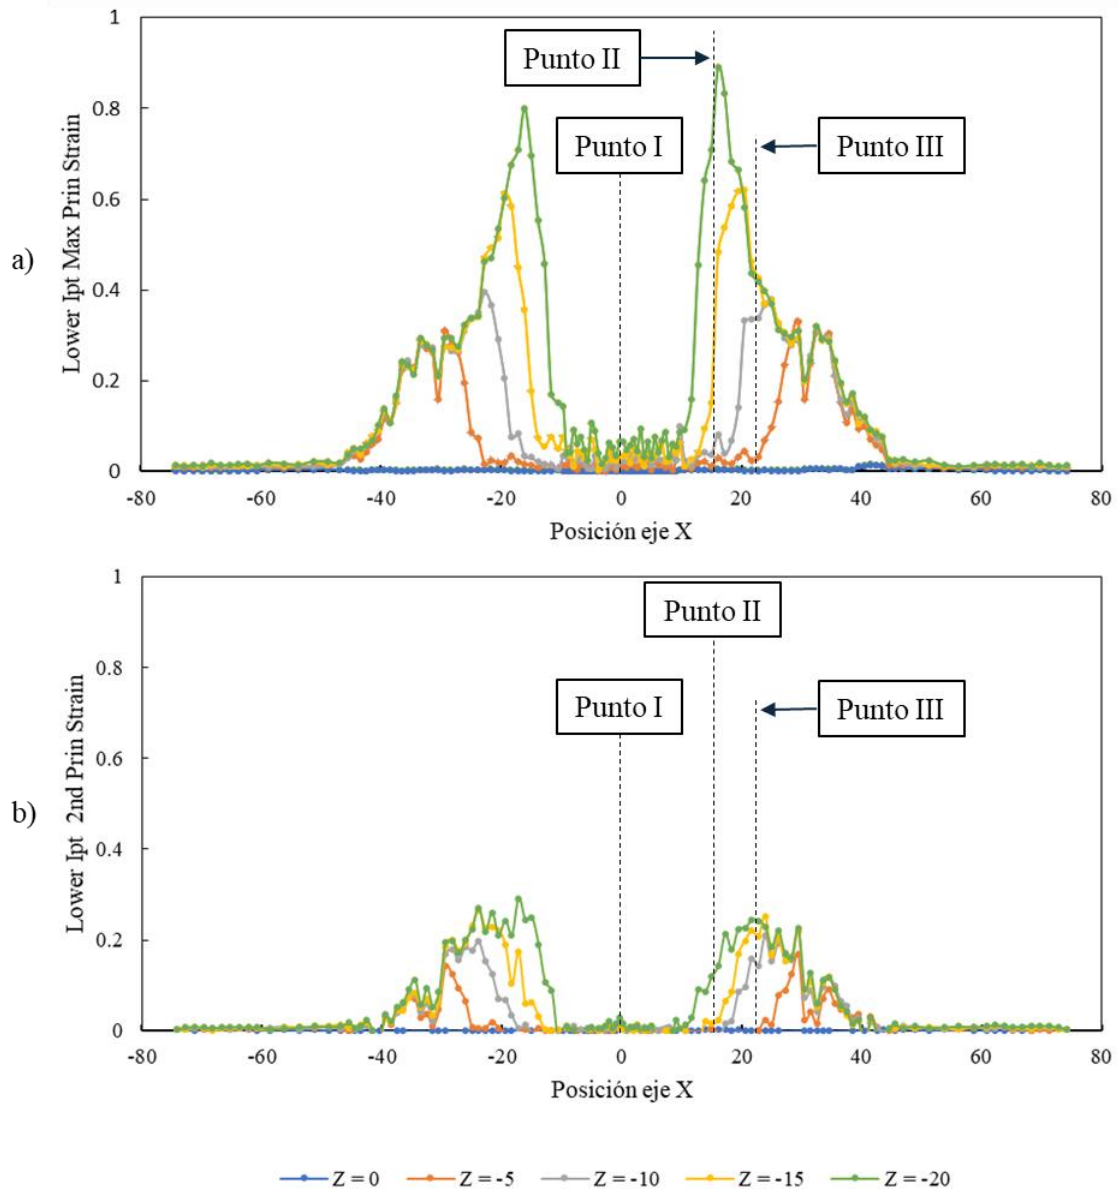 1
Punto II
0.8
Punto I
Punto III
0.6
a)
Lower Ipt Max Prin Strain
0.4
0.2
0
-80 -60 -40 -20 0 20 40 60 80
Posición eje X
1
Punto II
0.8
Punto I
Punto III
0.6
b)
Lower Ipt 2nd Prin Strain
0.4
0.2
0
-80 -60 -40 -20 0 20 40 60 80
Posición eje X
Z = 0 Z = -5 Z = -10 Z = -15 Z = -20